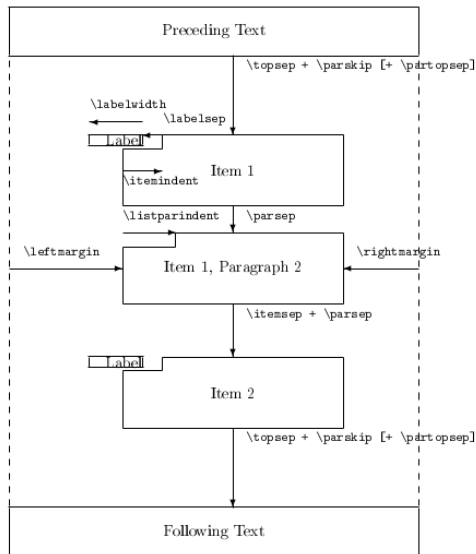 Preceding Text
\topsep + \parskip [+ \partopsep]
\labelwidth
\labelsep
Label
Item 1
\itemindent
\listparindent
\parsep
\leftmargin
Item 1, Paragraph 2
\rightmargin
\itemsep + \parsep
Label
Item 2
\topsep + \parskip [+ \partopsep]
Following Text